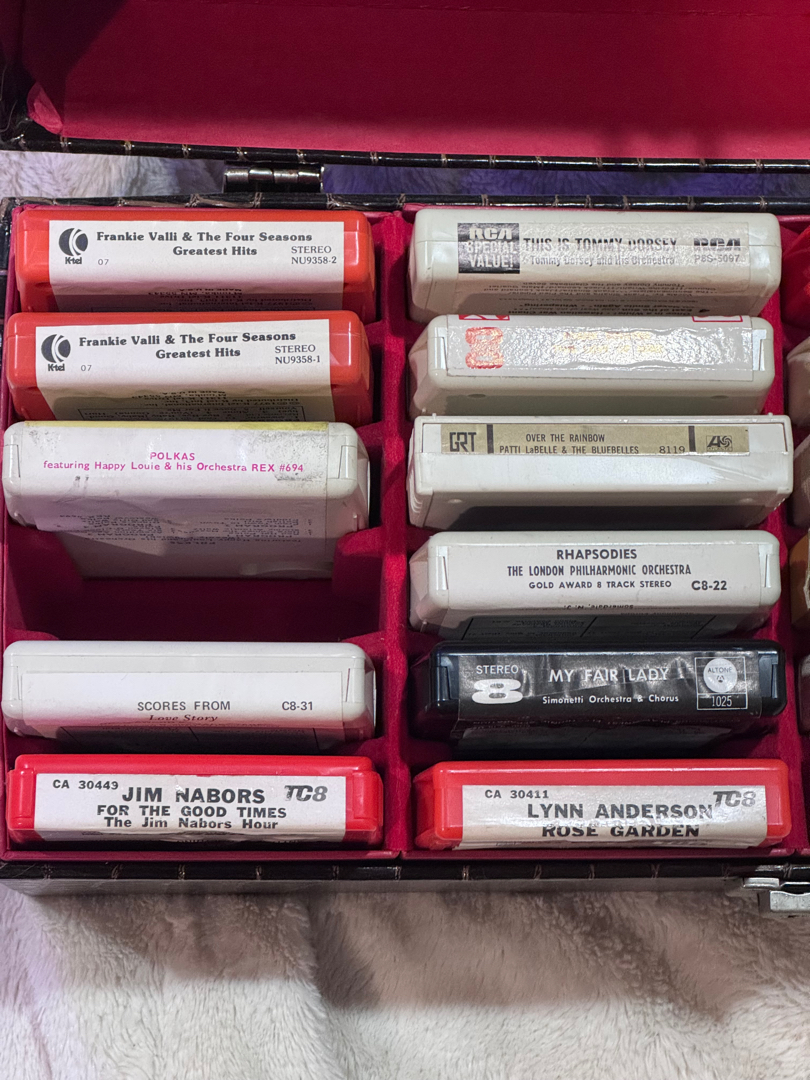 K-tel
Frankie Valli & The Four Seasons
Greatest Hits
07
STEREO
NU9358-2
K-tel
Frankie Valli & The Four Seasons
Greatest Hits
07
STEREO
NU9358-1
POLKAS
featuring Happy Louie & his Orchestra REX #694
SCORES FROM C8-31
Love Story
CA 30449 TC8
JIM NABORS
FOR THE GOOD TIMES
The Jim Nabors Hour
RCA
SPECIAL
VALUE!
THIS IS TOMMY DORSEY
Tommy Dorsey and His Orchestra
RCA
P8S-5097
GRT
OVER THE RAINBOW
PATTI LaBELLE & THE BLUEBELLES 8119
RHAPSODIES
THE LONDON PHILHARMONIC ORCHESTRA
GOLD AWARD 8 TRACK STEREO C8-22
STEREO
8
MY FAIR LADY
Simonetti Orchestra & Chorus
1025
CA 30411 TC8
LYNN ANDERSON
ROSE GARDEN